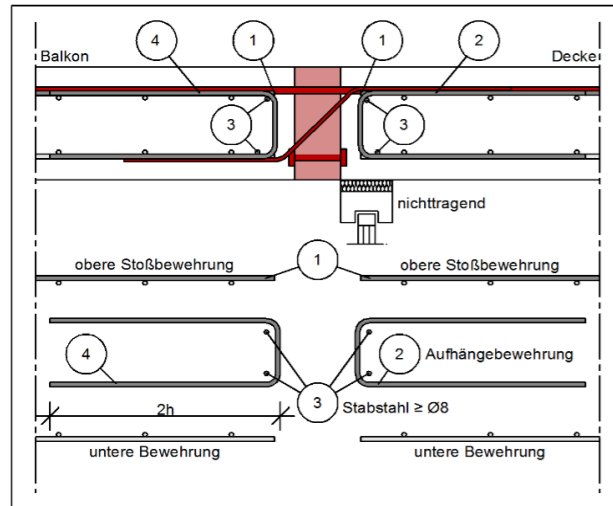 4 1 1 2
Balkon Decke
3 3
nichttragend
obere Stoßbewehrung 1 obere Stoßbewehrung
4 2 Aufhängebewehrung
2h 3 Stabstahl ≥ Ø8
untere Bewehrung untere Bewehrung